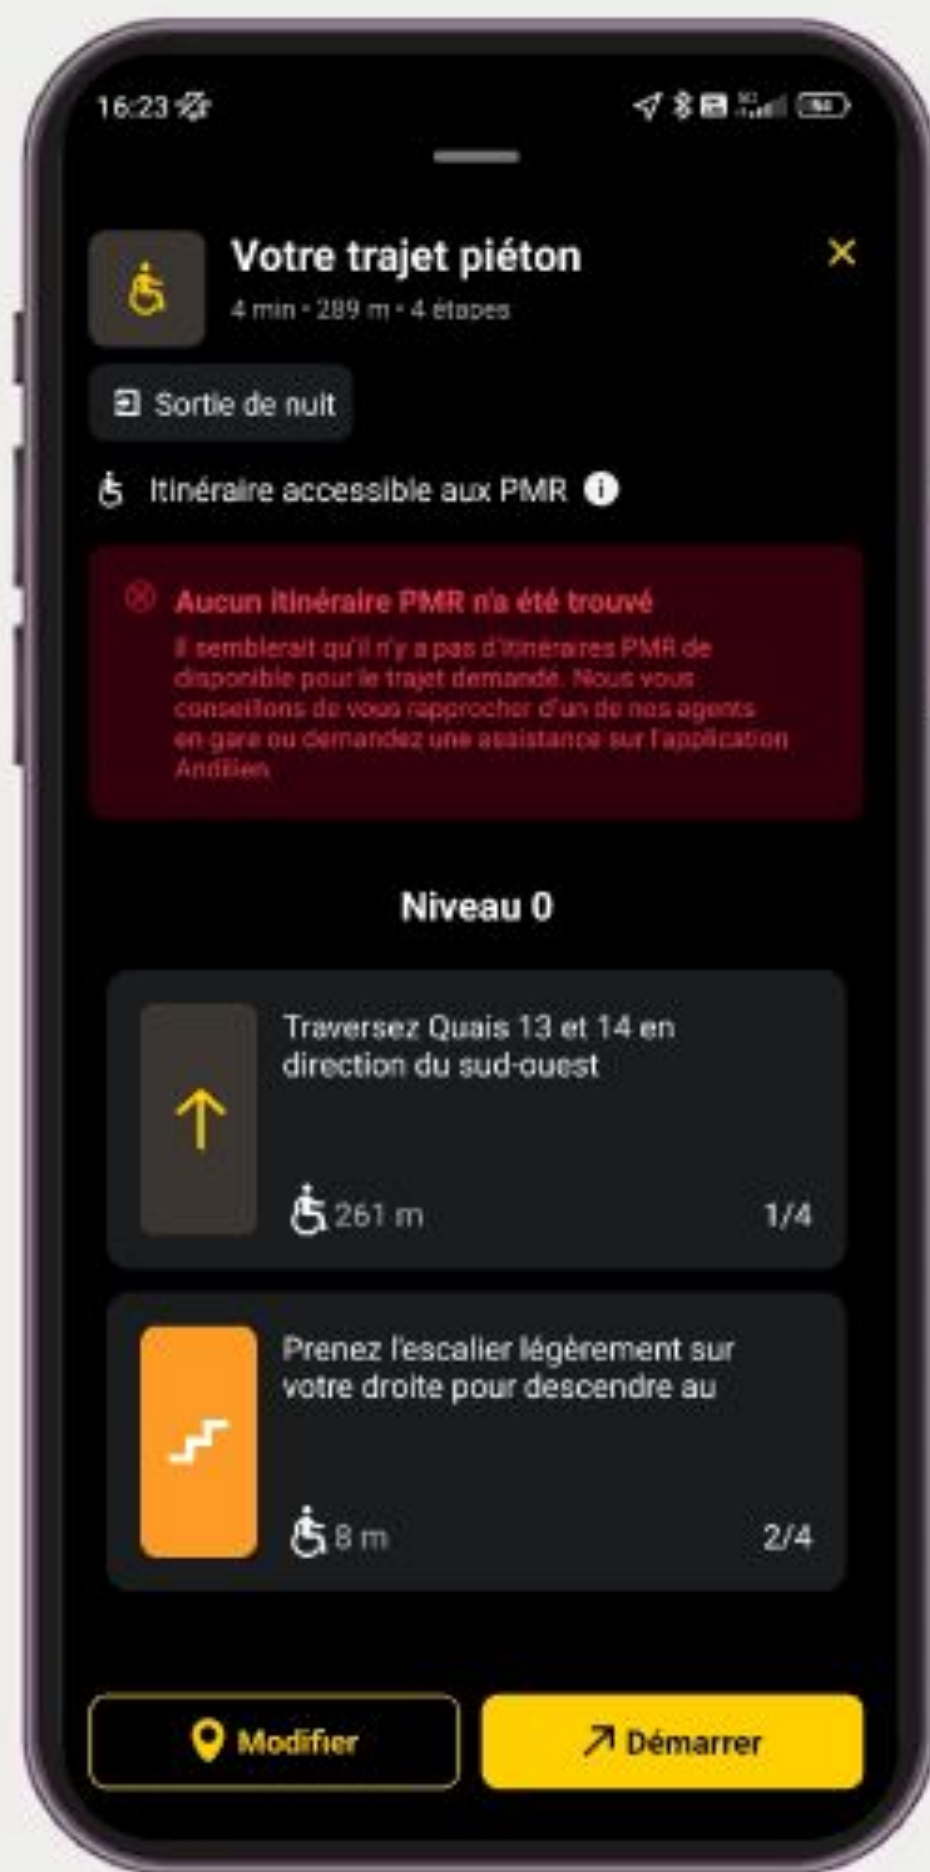 16:23
Votre trajet piéton
4 min • 289 m • 4 étapes
Sortie de nuit
Itinéraire accessible aux PMR
Aucun itinéraire PMR n'a été trouvé
Il semblerait qu'il n'y a pas d'itinéraires PMR de
disponible pour le trajet demandé. Nous vous
conseillons de vous rapprocher d'un de nos agents
en gare ou demandez une assistance sur l'application
Andilien.
Niveau 0
Traversez Quais 13 et 14 en
direction du sud-ouest
261 m
1/4
Prenez l'escalier légèrement sur
votre droite pour descendre au
8 m
2/4
Modifier
Démarrer